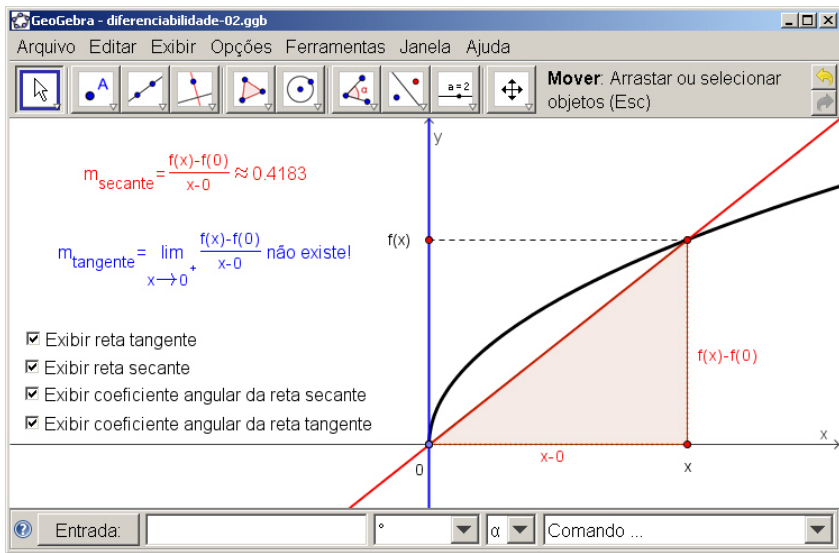 GeoGebra - diferenciabilidade-02.ggb
Arquivo Editar Exibir Opções Ferramentas Janela Ajuda
A
α
a=2
Mover: Arrastar ou selecionar
objetos (Esc)
y
m_secante = f(x)-f(0)/x-0 ≈ 0.4183
f(x)
m_tangente = lim x→0+ f(x)-f(0)/x-0 não existe!
Exibir reta tangente
Exibir reta secante
Exibir coeficiente angular da reta secante
Exibir coeficiente angular da reta tangente
f(x)-f(0)
x
x-0
0
x
Entrada:
°
α
Comando ...